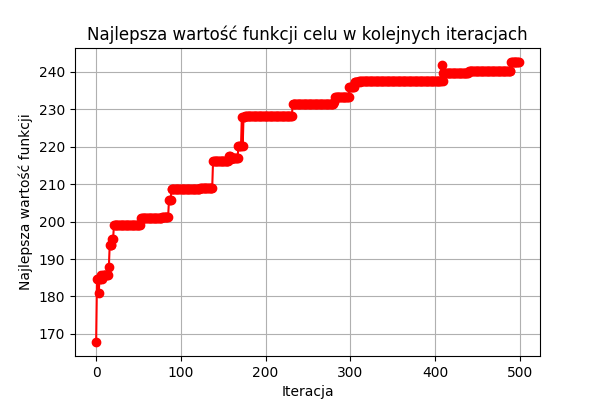 Najlepsza wartość funkcji celu w kolejnych iteracjach
Najlepsza wartość funkcji
240
230
220
210
200
190
180
170
0 100 200 300 400 500
Iteracja